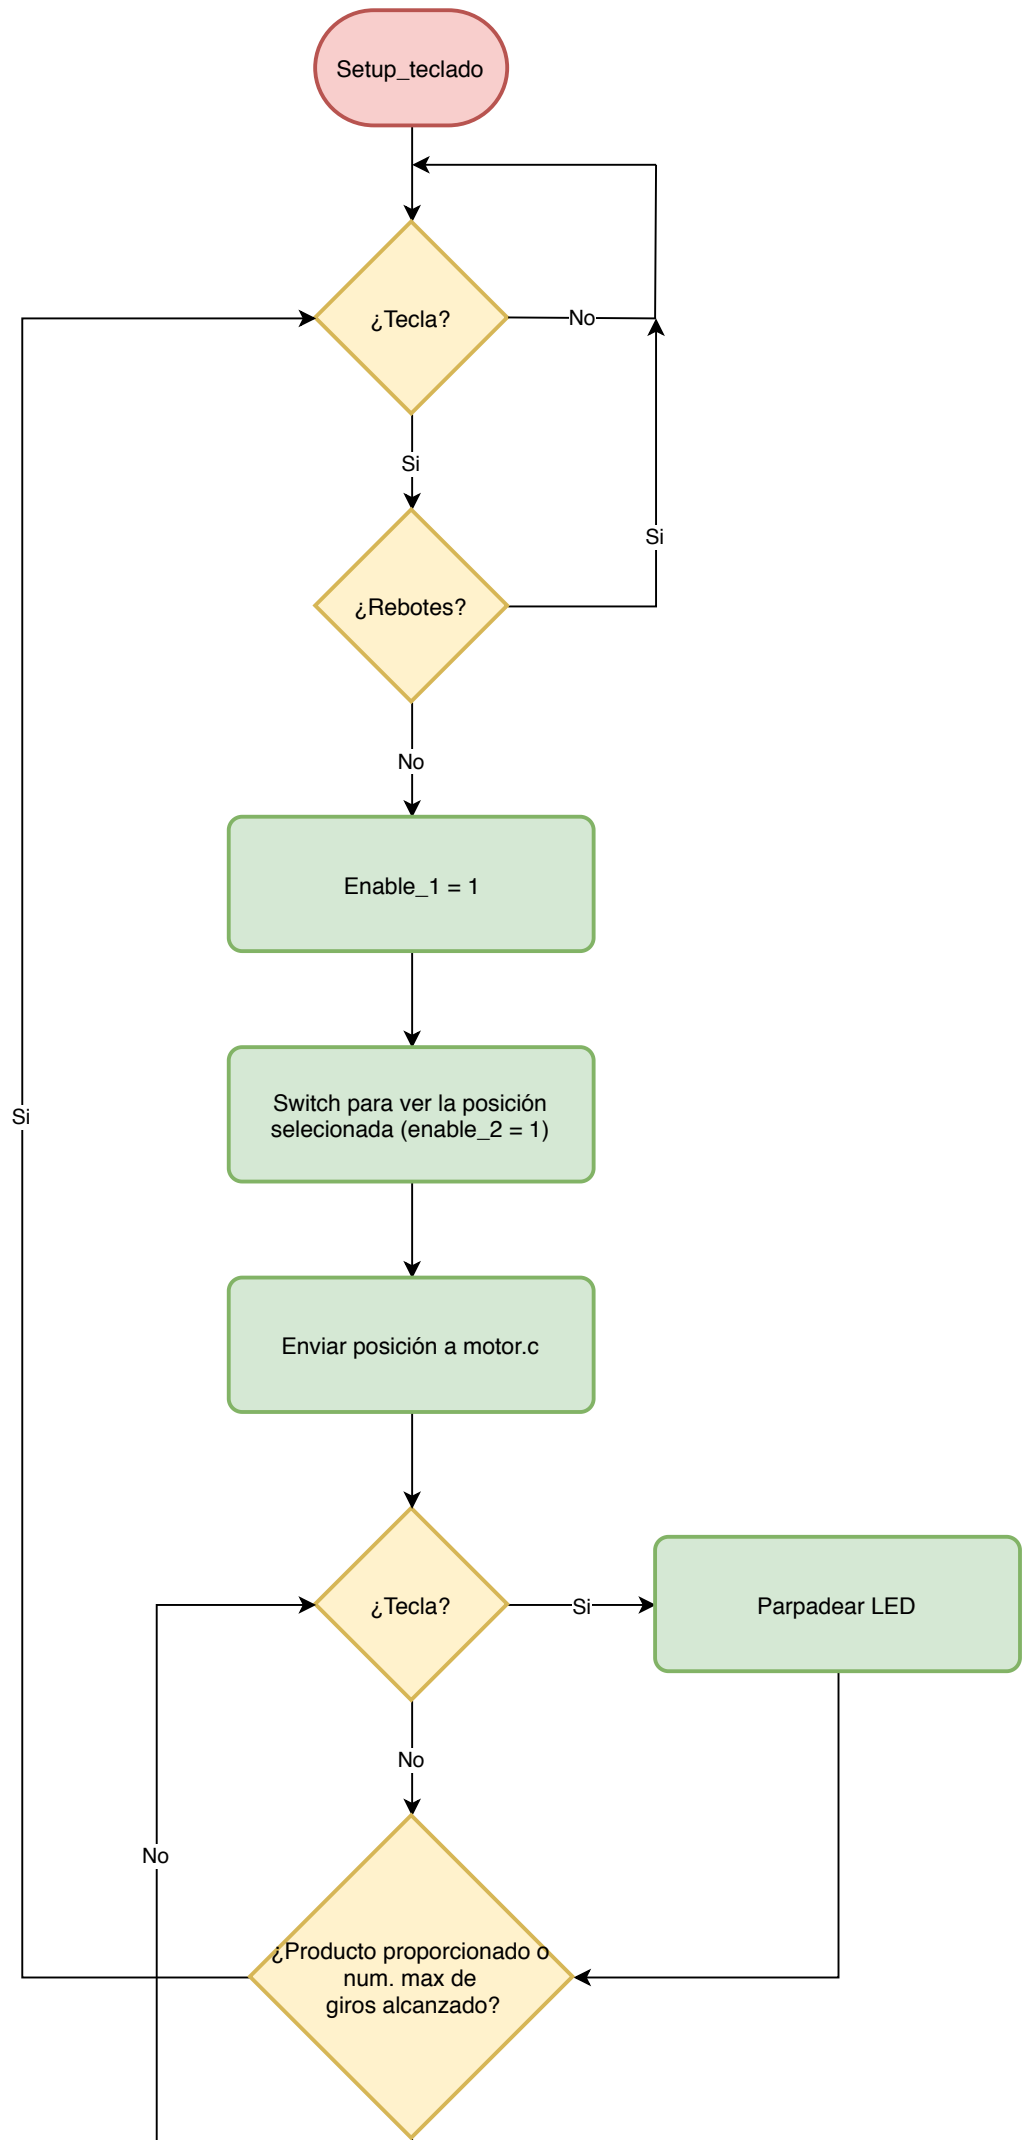 Setup_teclado
¿Tecla?
No
Si
¿Rebotes?
Si
No
Enable_1 = 1
Switch para ver la posición
selecionada (enable_2 = 1)
Si
Enviar posición a motor.c
¿Tecla?
Si
Parpadear LED
No
No
¿Producto proporcionado o
num. max de
giros alcanzado?